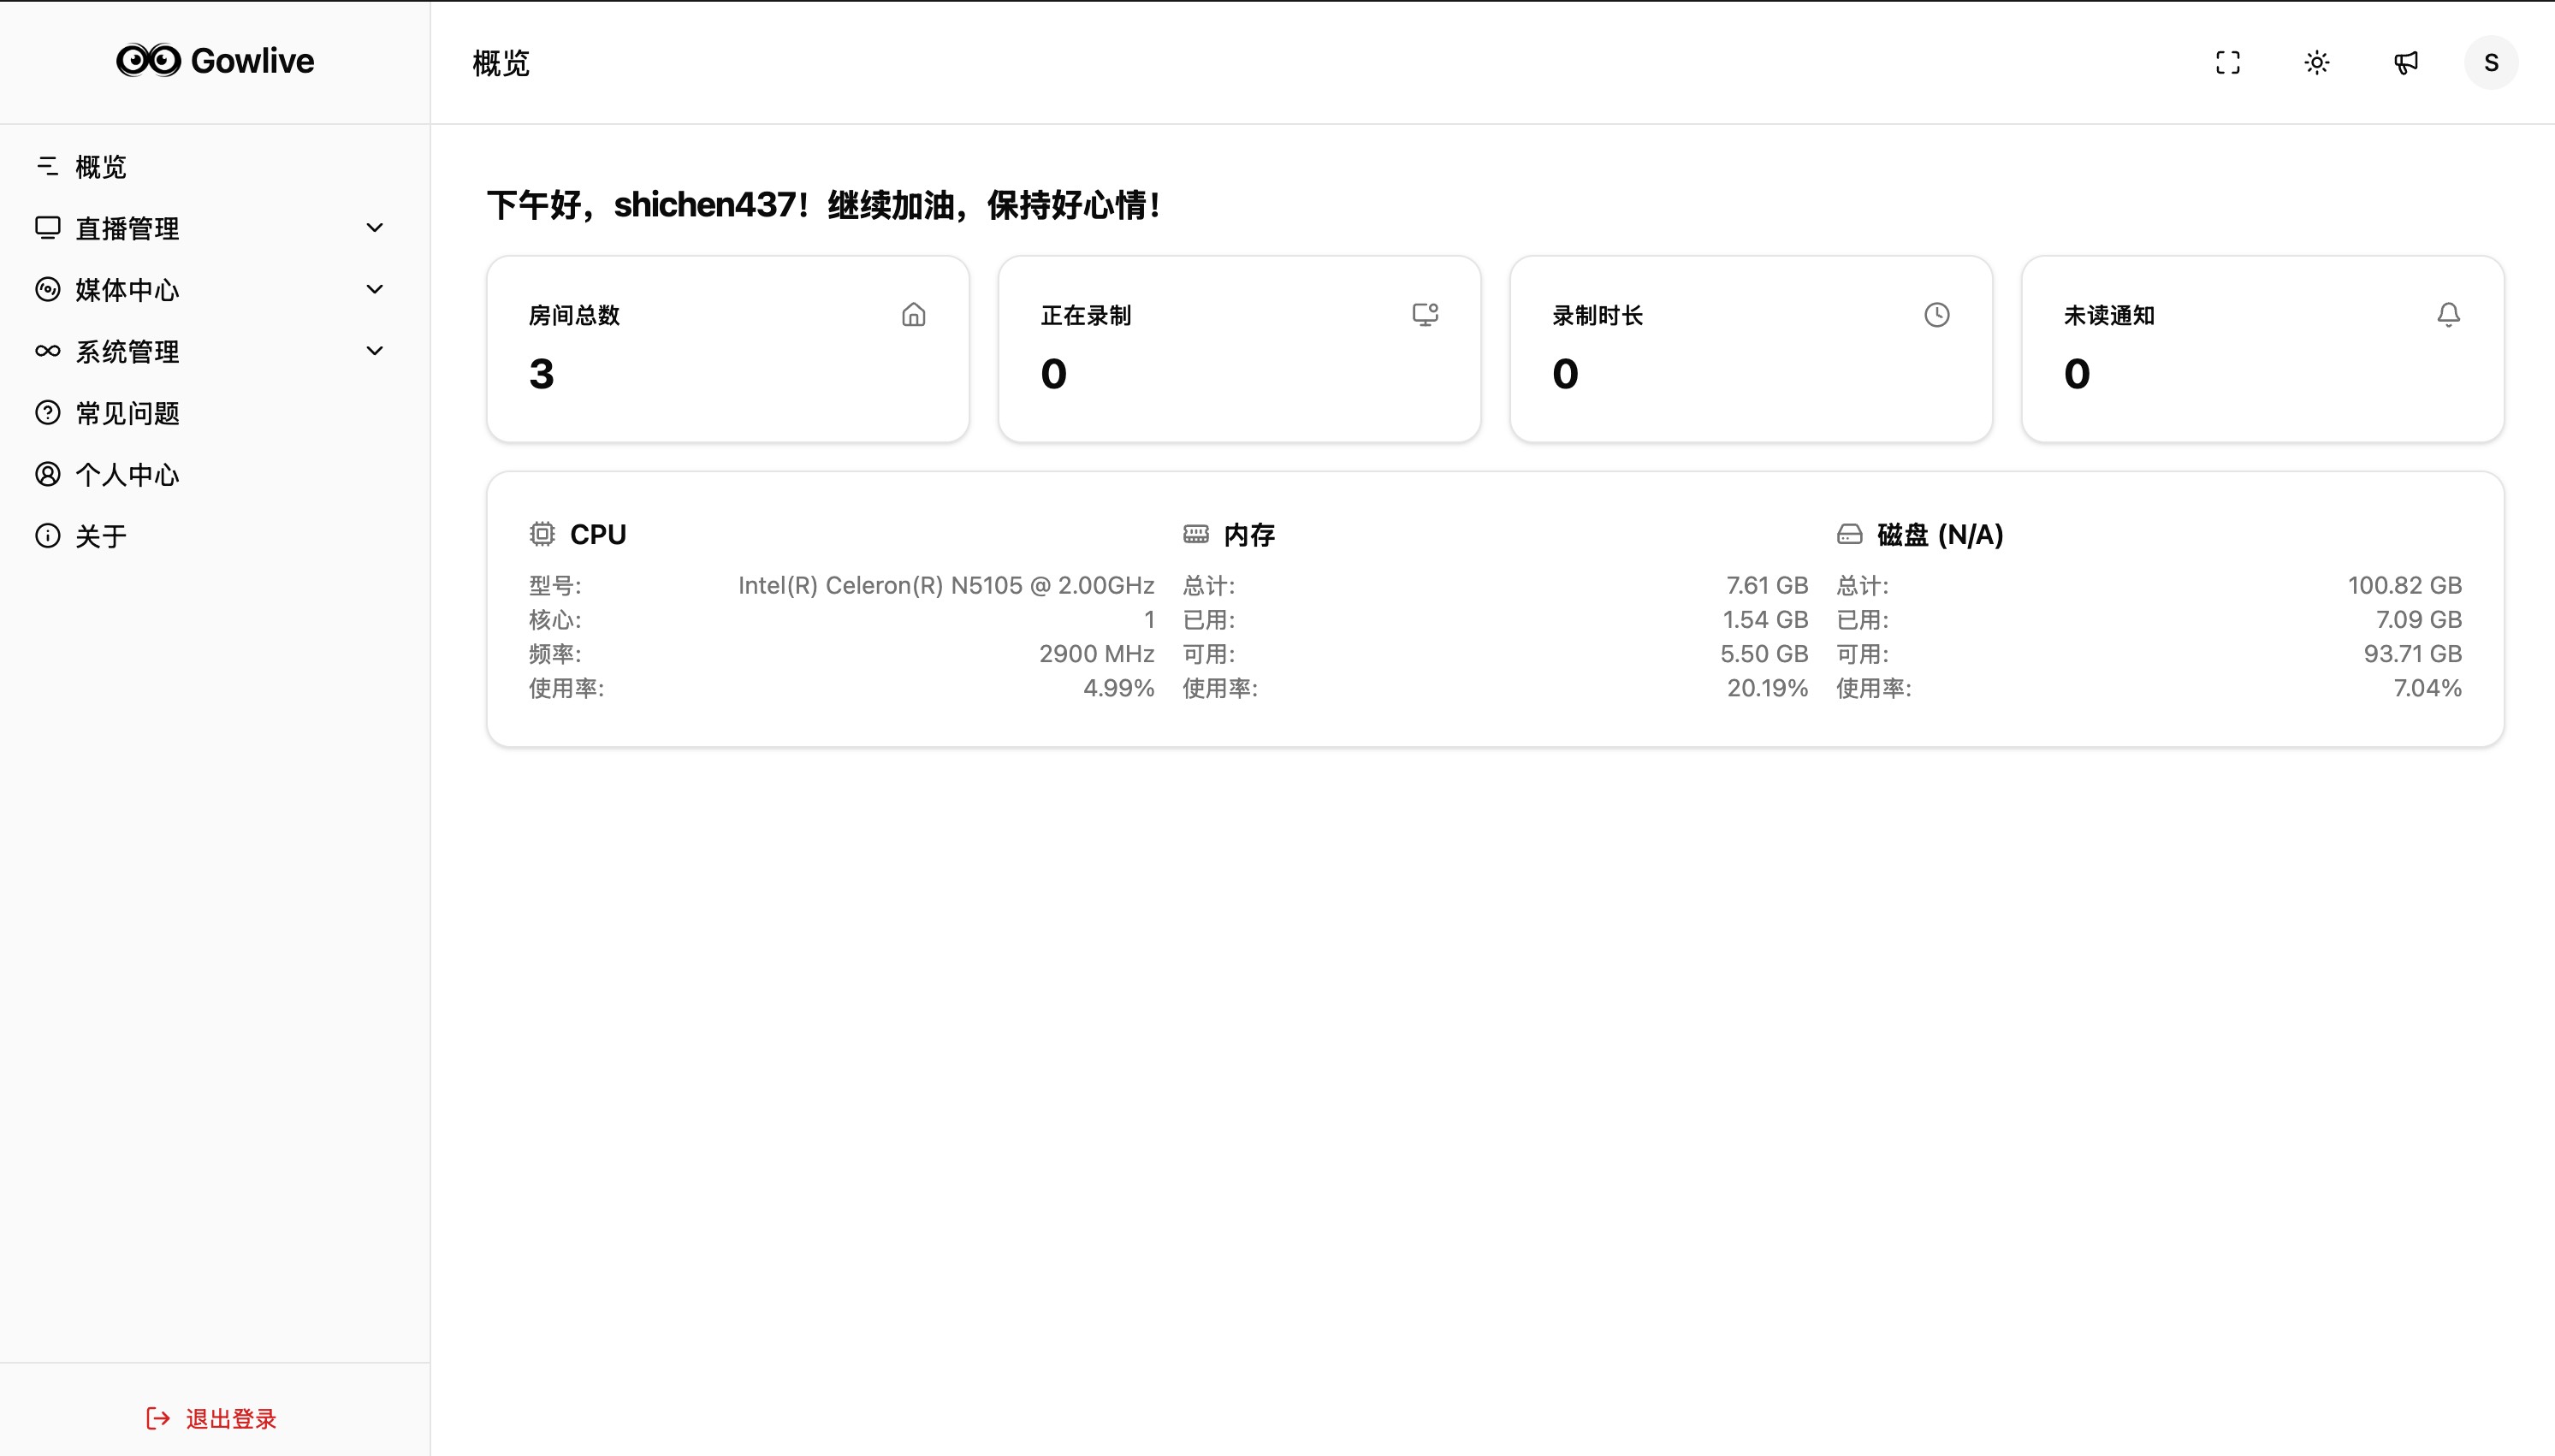 Gowlive
概览
S
概览
直播管理
媒体中心
系统管理
常见问题
个人中心
关于
退出登录
下午好，shichen437！继续加油，保持好心情！
房间总数
3
正在录制
0
录制时长
0
未读通知
0
CPU
型号: Intel(R) Celeron(R) N5105 @ 2.00GHz
核心: 1
频率: 2900 MHz
使用率: 4.99%
内存
总计: 7.61 GB
已用: 1.54 GB
可用: 5.50 GB
使用率: 20.19%
磁盘 (N/A)
总计: 100.82 GB
已用: 7.09 GB
可用: 93.71 GB
使用率: 7.04%